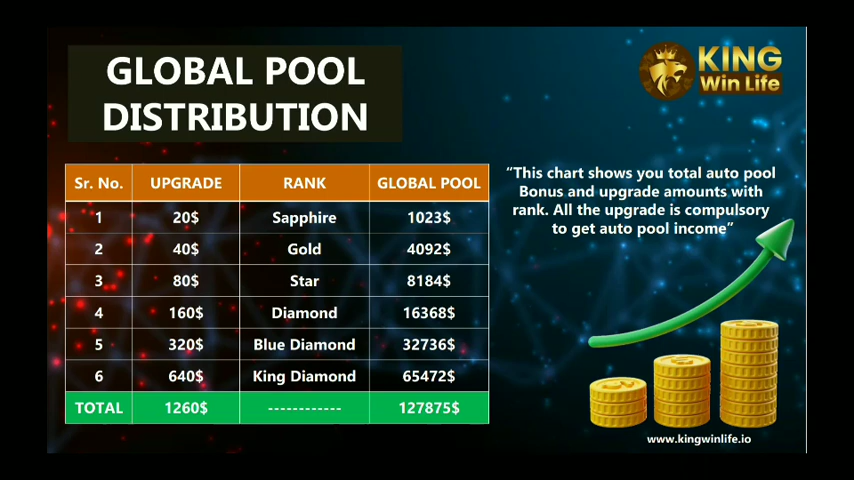 GLOBAL POOL
DISTRIBUTION
KING
Win Life
Sr. No. UPGRADE RANK GLOBAL POOL
1 20$ Sapphire 1023$
2 40$ Gold 4092$
3 80$ Star 8184$
4 160$ Diamond 16368$
5 320$ Blue Diamond 32736$
6 640$ King Diamond 65472$
TOTAL 1260$ ------------ 127875$
“This chart shows you total auto pool
Bonus and upgrade amounts with
rank. All the upgrade is compulsory
to get auto pool income”
www.kingwinlife.io